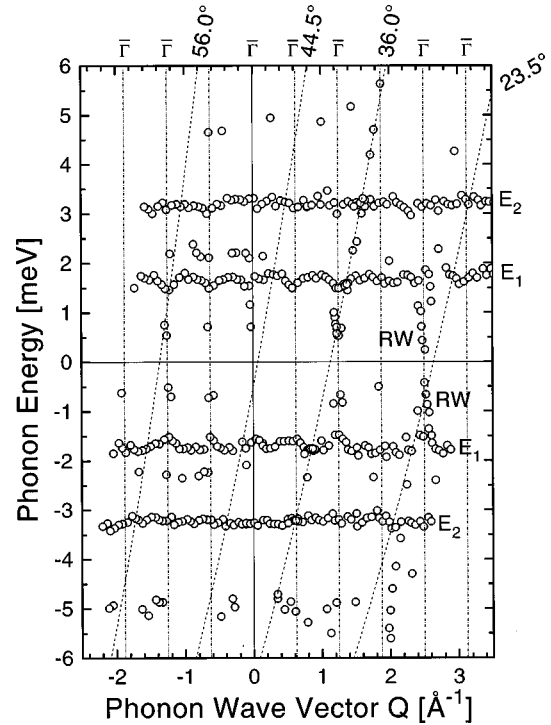 Γ̅ Γ̅ 56.0° Γ̅ Γ̅ 44.5° Γ̅ 36.0° Γ̅ Γ̅
23.5°
6
5
4
3
2
1
0
-1
-2
-3
-4
-5
-6
E₂
E₁
RW
RW
E₁
E₂
-2 -1 0 1 2 3
Phonon Energy [meV]
Phonon Wave Vector Q [Å⁻¹]